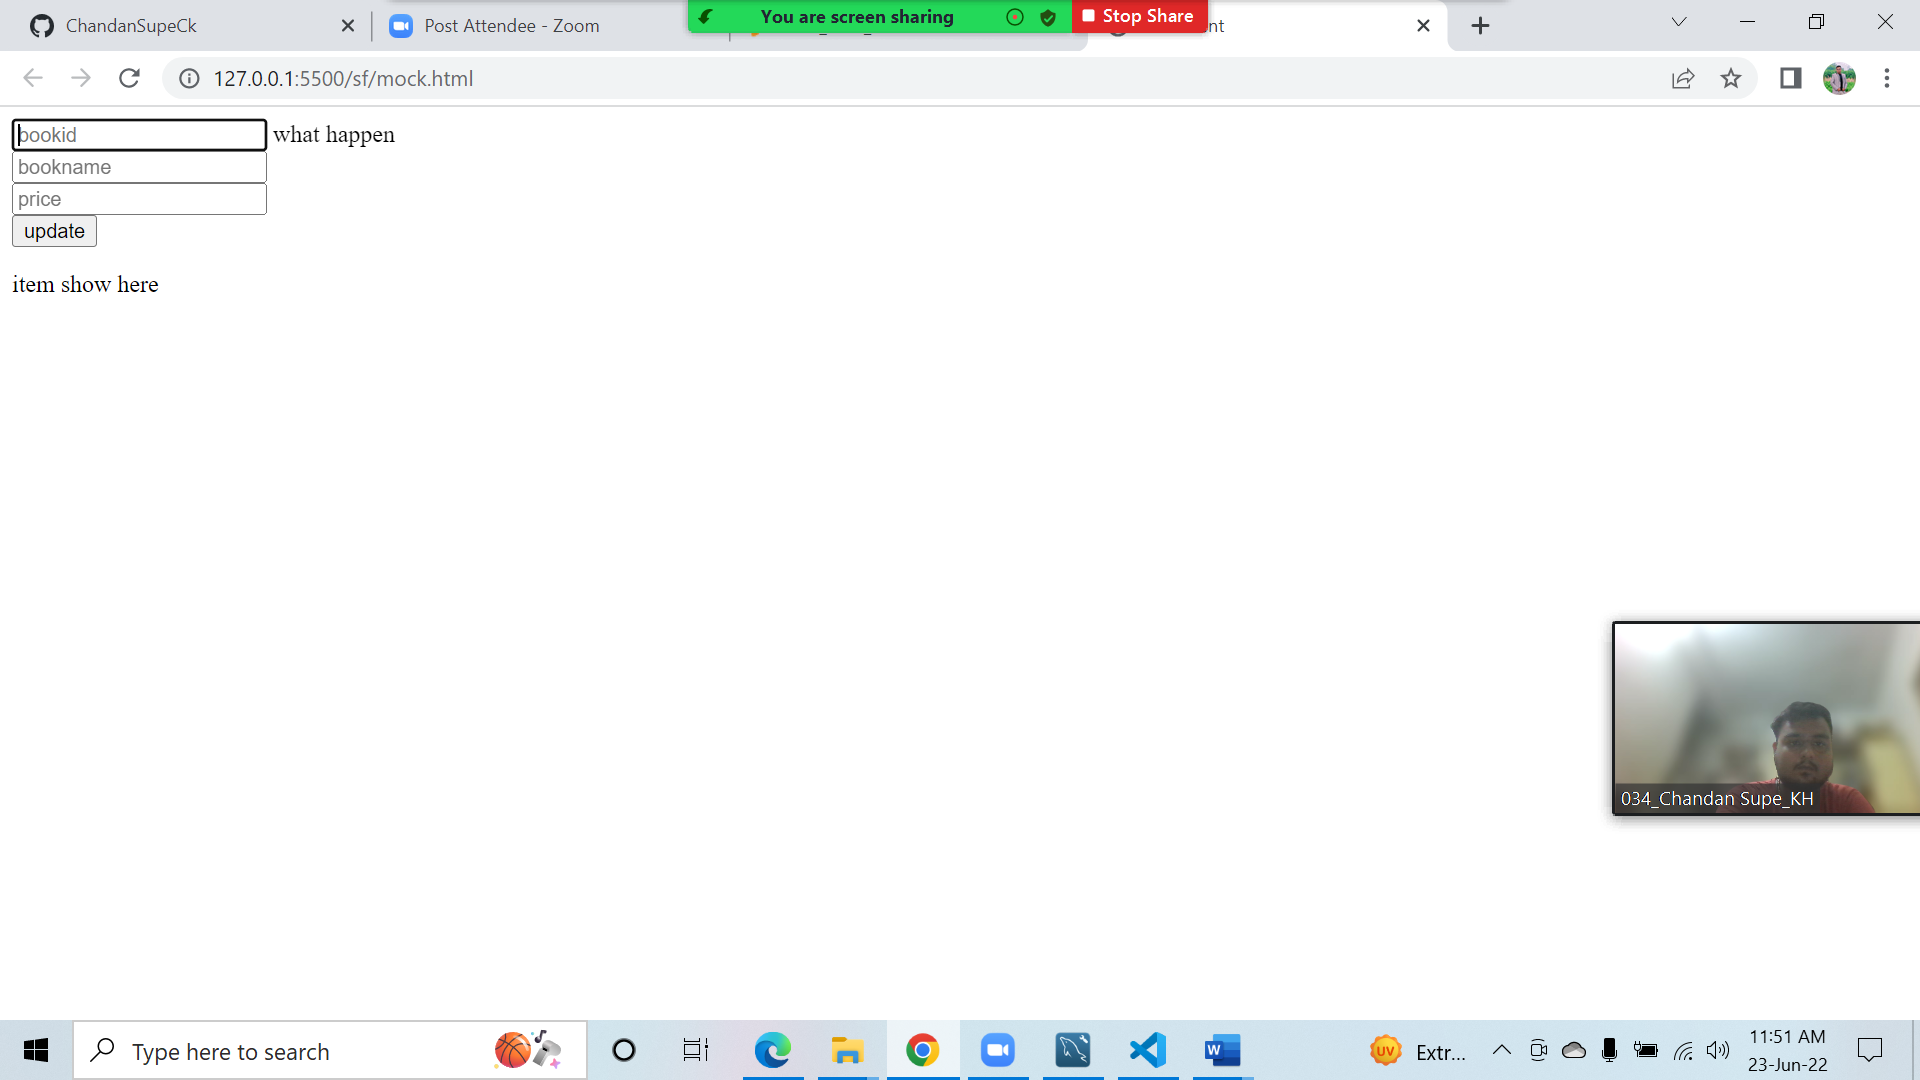 ChandanSupeCk
Post Attendee - Zoom
You are screen sharing
Stop Share
127.0.0.1:5500/sf/mock.html
bookid what happen
bookname
price
update
item show here
034_Chandan Supe_KH
Type here to search
UV
Extr...
11:51 AM
23-Jun-22